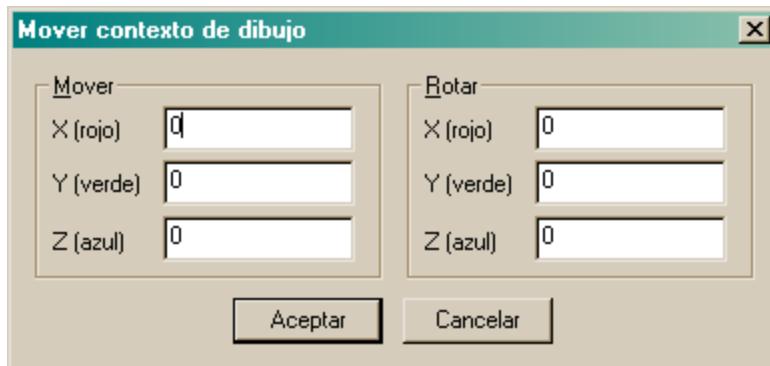 Mover contexto de dibujo
Mover Rotar
X (rojo) 0 X (rojo) 0
Y (verde) 0 Y (verde) 0
Z (azul) 0 Z (azul) 0
Aceptar Cancelar